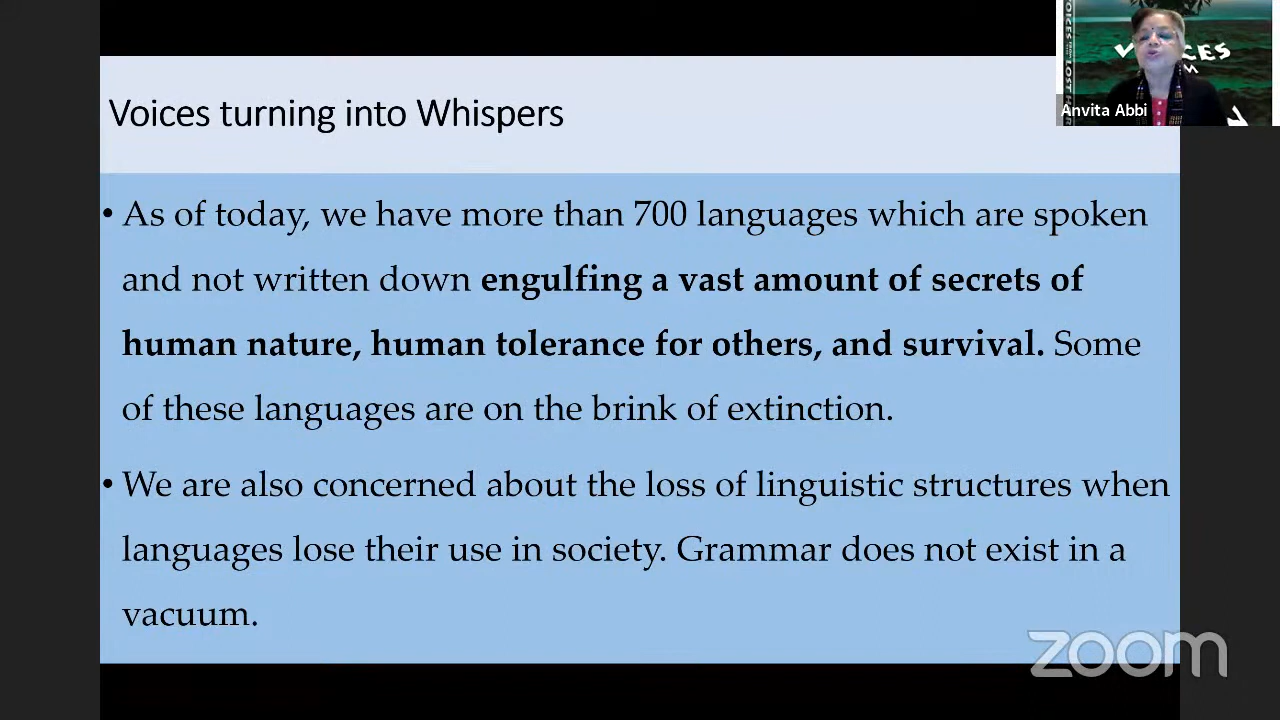 Voices turning into Whispers
VOICES
LOST
Anvita Abbi
• As of today, we have more than 700 languages which are spoken
and not written down engulfing a vast amount of secrets of
human nature, human tolerance for others, and survival. Some
of these languages are on the brink of extinction.
• We are also concerned about the loss of linguistic structures when
languages lose their use in society. Grammar does not exist in a
vacuum.
zoom